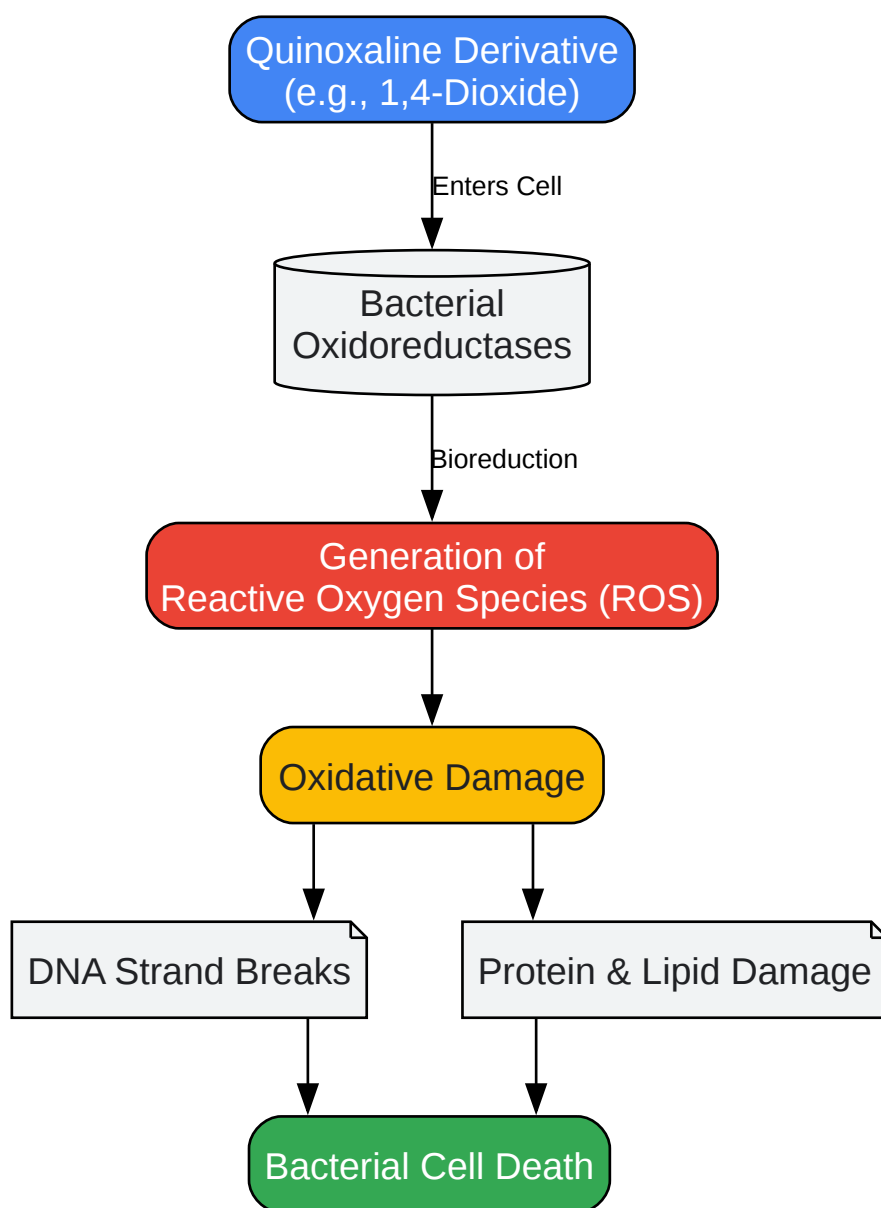 Quinoxaline Derivative
(e.g., 1,4-Dioxide)
Enters Cell
Bacterial
Oxidoreductases
Bioreduction
Generation of
Reactive Oxygen Species (ROS)
Oxidative Damage
DNA Strand Breaks
Protein & Lipid Damage
Bacterial Cell Death